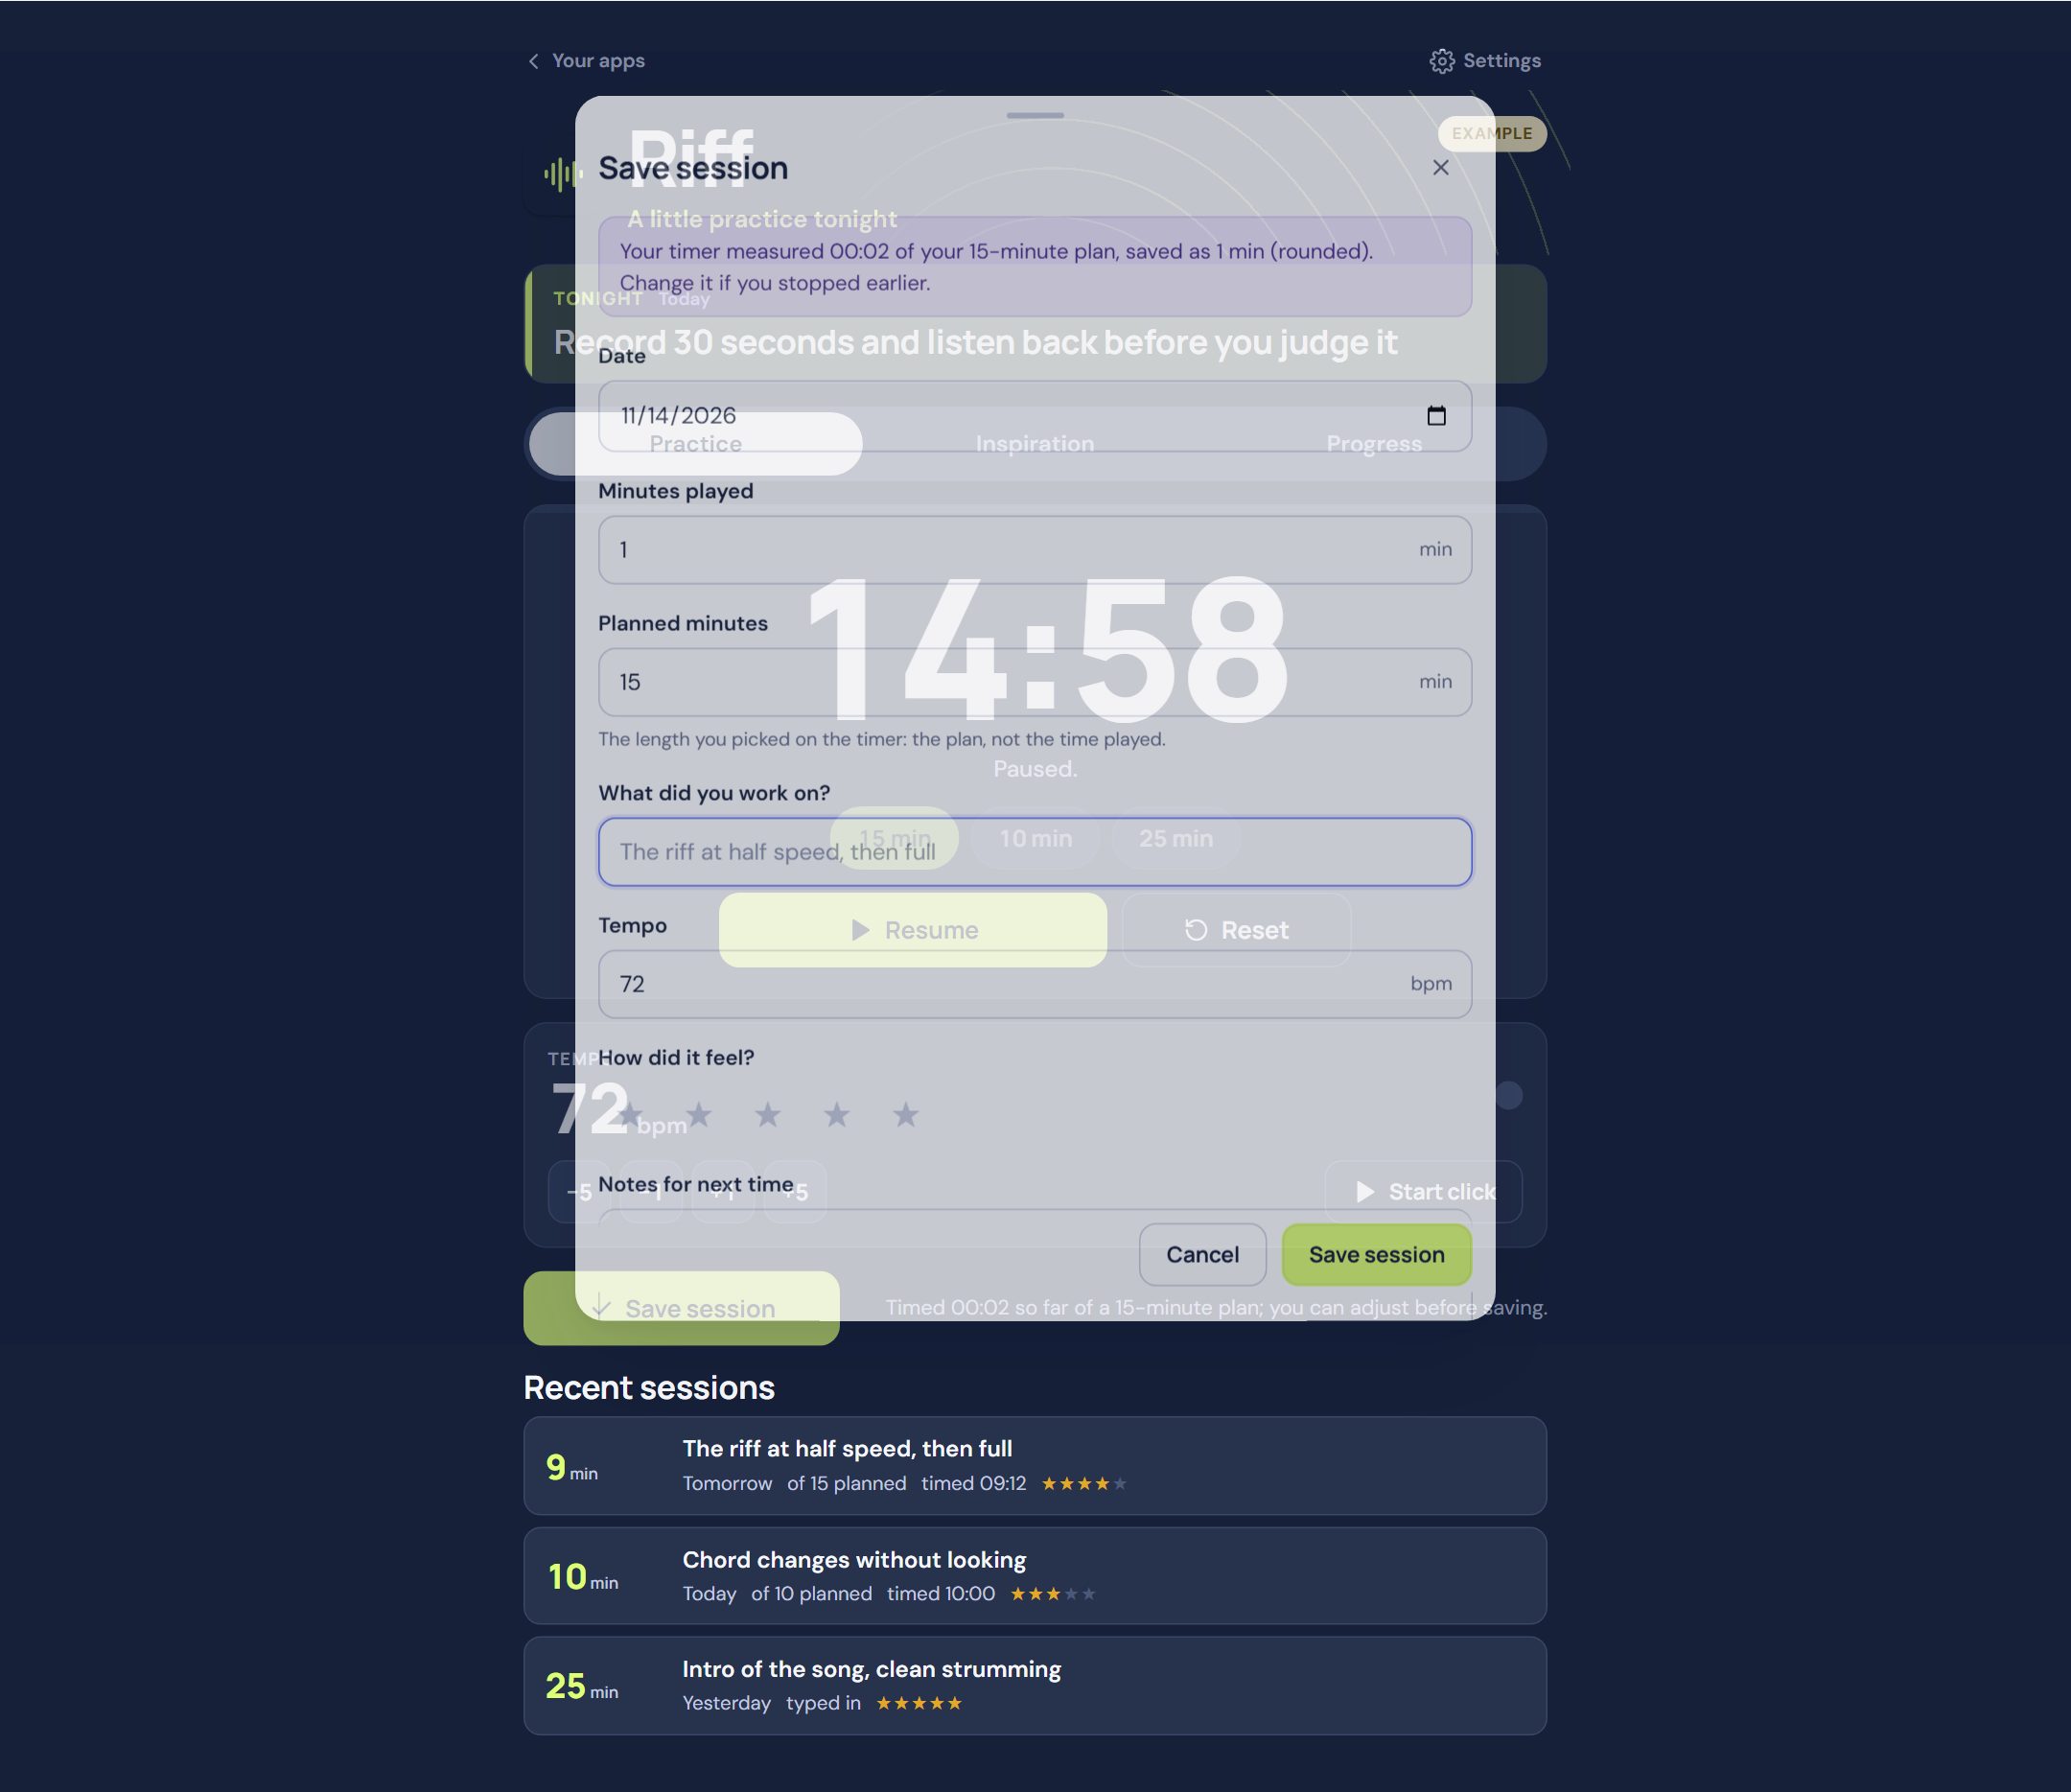 Your apps
Settings
EXAMPLE
Riff
Save session
A little practice tonight
Your timer measured 00:02 of your 15-minute plan, saved as 1 min (rounded).
Change it if you stopped earlier.
TONIGHT Today
Record 30 seconds and listen back before you judge it
Date
11/14/2026
Practice
Inspiration
Progress
Minutes played
1 min
14:58
Planned minutes
15 min
The length you picked on the timer: the plan, not the time played.
Paused.
What did you work on?
15 min
10 min
25 min
The riff at half speed, then full
Resume
Reset
Tempo
72 bpm
How did it feel?
72 bpm
-5
+5
Start click
Notes for next time
Cancel
Save session
Save session
Timed 00:02 so far of a 15-minute plan; you can adjust before saving.
Recent sessions
9 min
The riff at half speed, then full
Tomorrow of 15 planned timed 09:12
10 min
Chord changes without looking
Today of 10 planned timed 10:00
25 min
Intro of the song, clean strumming
Yesterday typed in